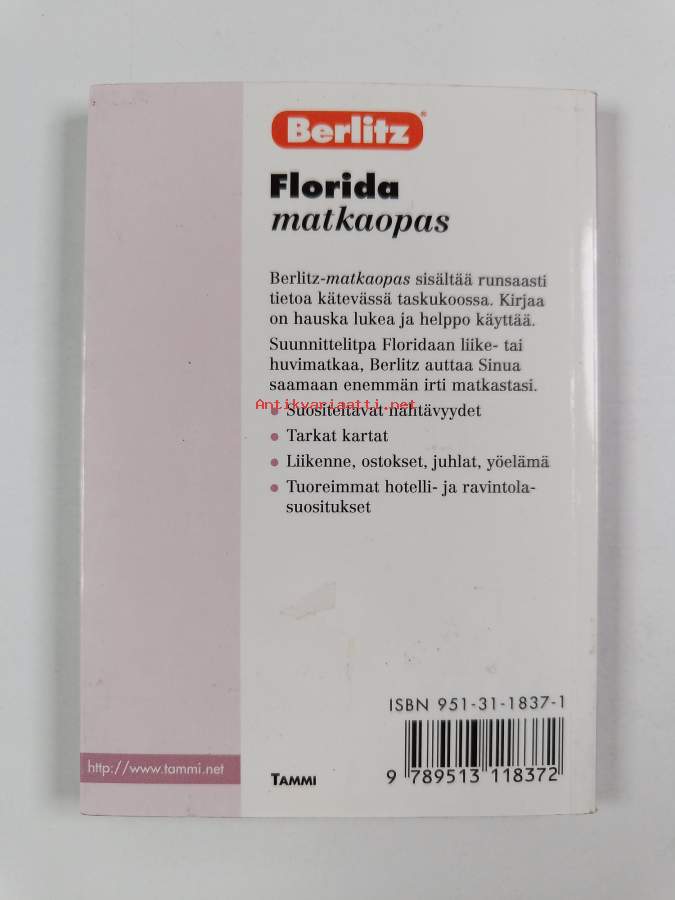 Berlitz®
Florida
matkaopas
Berlitz-matkaopas sisältää runsaasti
tietoa kätevässä taskukoossa. Kirjaa
on hauska lukea ja helppo käyttää.
Suunnittelitpa Floridaan liike- tai
huvimatkaa, Berlitz auttaa Sinua
saamaan enemmän irti matkastasi.
Antikvariaatti.net
• Suositeltavat nähtävyydet
• Tarkat kartat
• Liikenne, ostokset, juhlat, yöelämä
• Tuoreimmat hotelli- ja ravintola-
suositukset
ISBN 951-31-1837-1
9 789513 118372
http://www.tammi.net
TAMMI